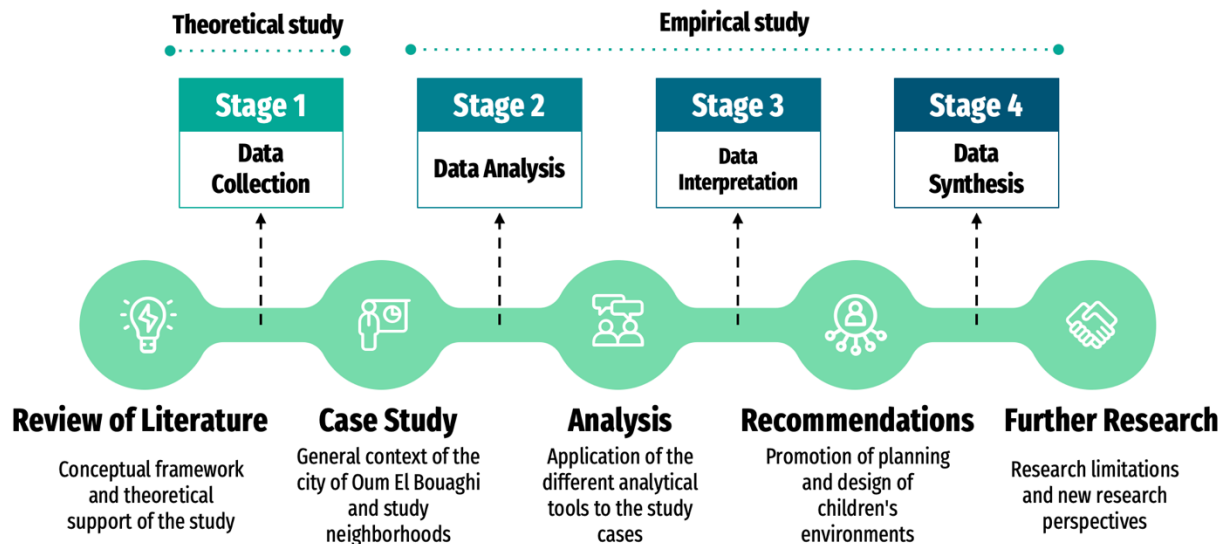 Theoretical study
Empirical study
Stage 1
Data
Collection
Stage 2
Data Analysis
Stage 3
Data
Interpretation
Stage 4
Data
Synthesis
Review of Literature
Conceptual framework
and theoretical
support of the study
Case Study
General context of the
city of Oum El Bouaghi
and study
neighborhoods
Analysis
Application of the
different analytical
tools to the study
cases
Recommendations
Promotion of planning
and design of
children's
environments
Further Research
Research limitations
and new research
perspectives